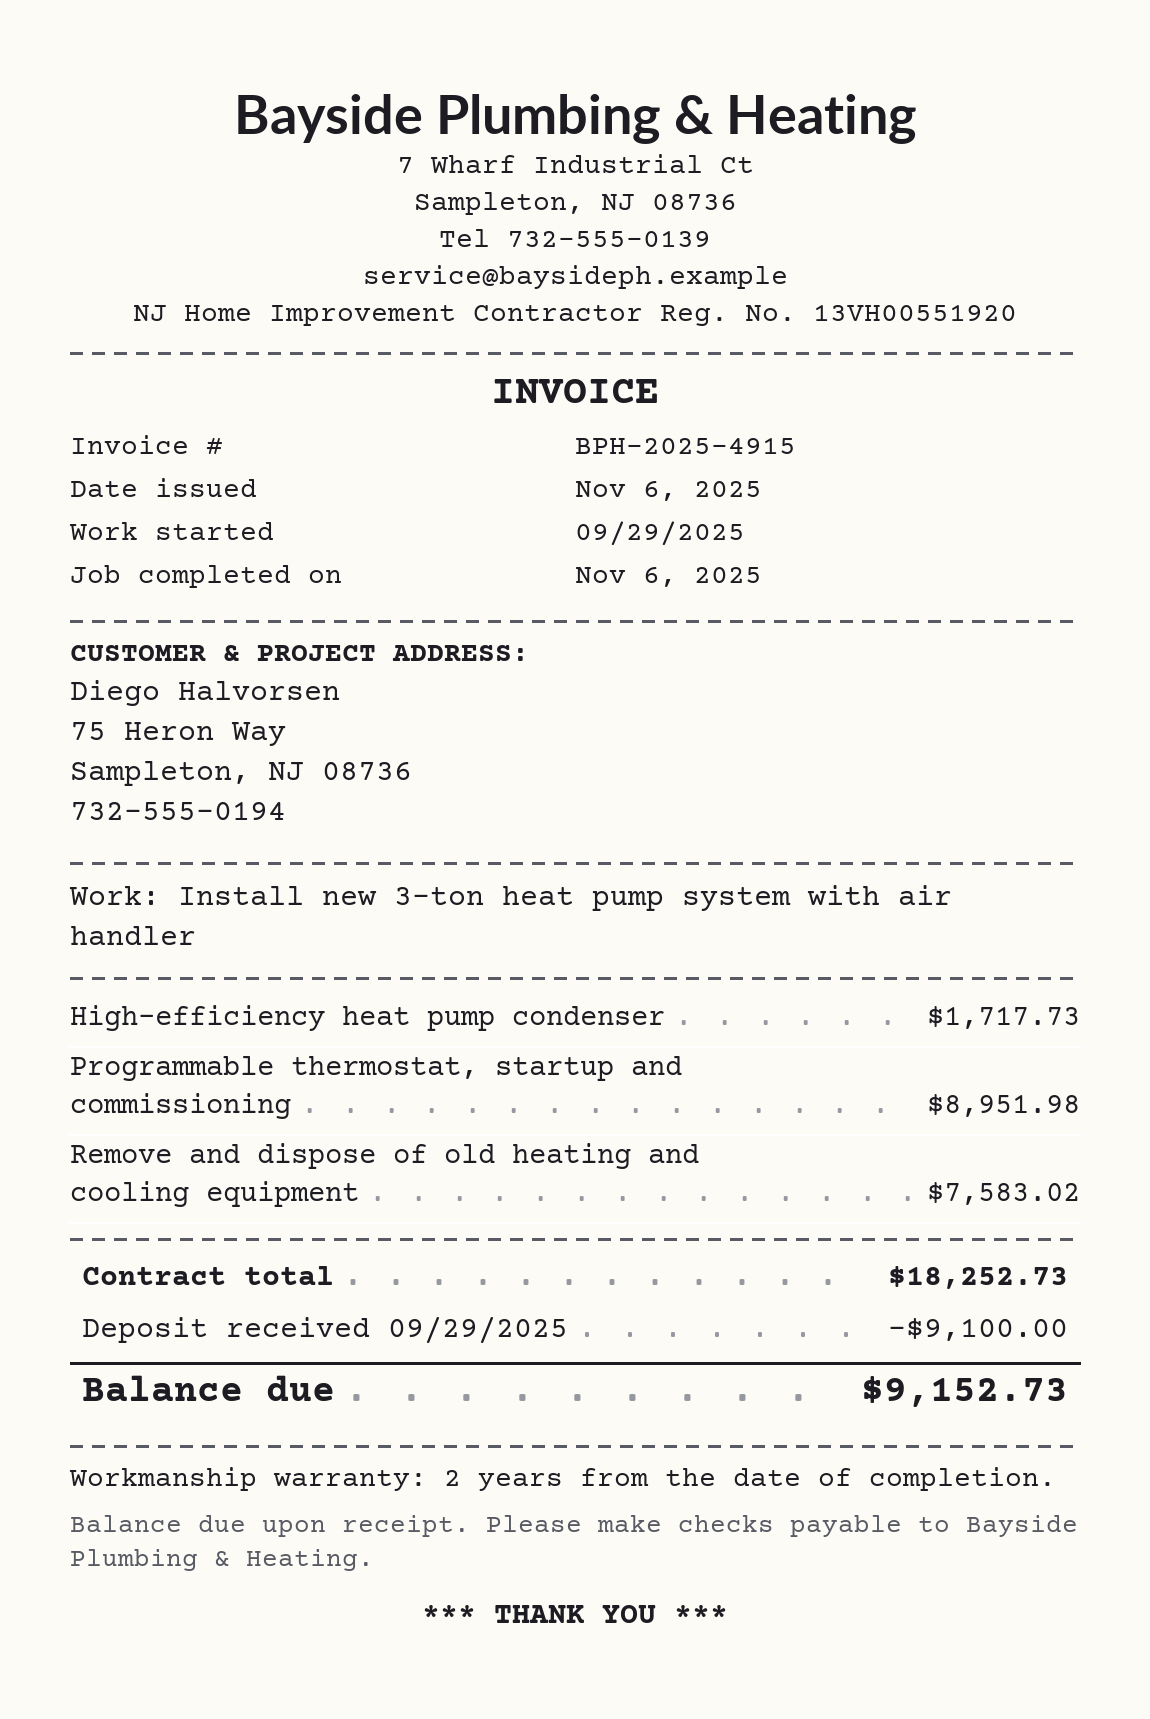 Bayside Plumbing & Heating
7 Wharf Industrial Ct
Sampleton, NJ 08736
Tel 732-555-0139
service@baysideph.example
NJ Home Improvement Contractor Reg. No. 13VH00551920
INVOICE
Invoice # BPH-2025-4915
Date issued Nov 6, 2025
Work started 09/29/2025
Job completed on Nov 6, 2025
CUSTOMER & PROJECT ADDRESS:
Diego Halvorsen
75 Heron Way
Sampleton, NJ 08736
732-555-0194
Work: Install new 3-ton heat pump system with air
handler
High-efficiency heat pump condenser . . . . . . $1,717.73
Programmable thermostat, startup and
commissioning . . . . . . . . . . . . . . . $8,951.98
Remove and dispose of old heating and
cooling equipment . . . . . . . . . . . . . . $7,583.02
Contract total . . . . . . . . . . . . $18,252.73
Deposit received 09/29/2025 . . . . . . . -$9,100.00
Balance due . . . . . . . . . $9,152.73
Workmanship warranty: 2 years from the date of completion.
Balance due upon receipt. Please make checks payable to Bayside
Plumbing & Heating.
*** THANK YOU ***